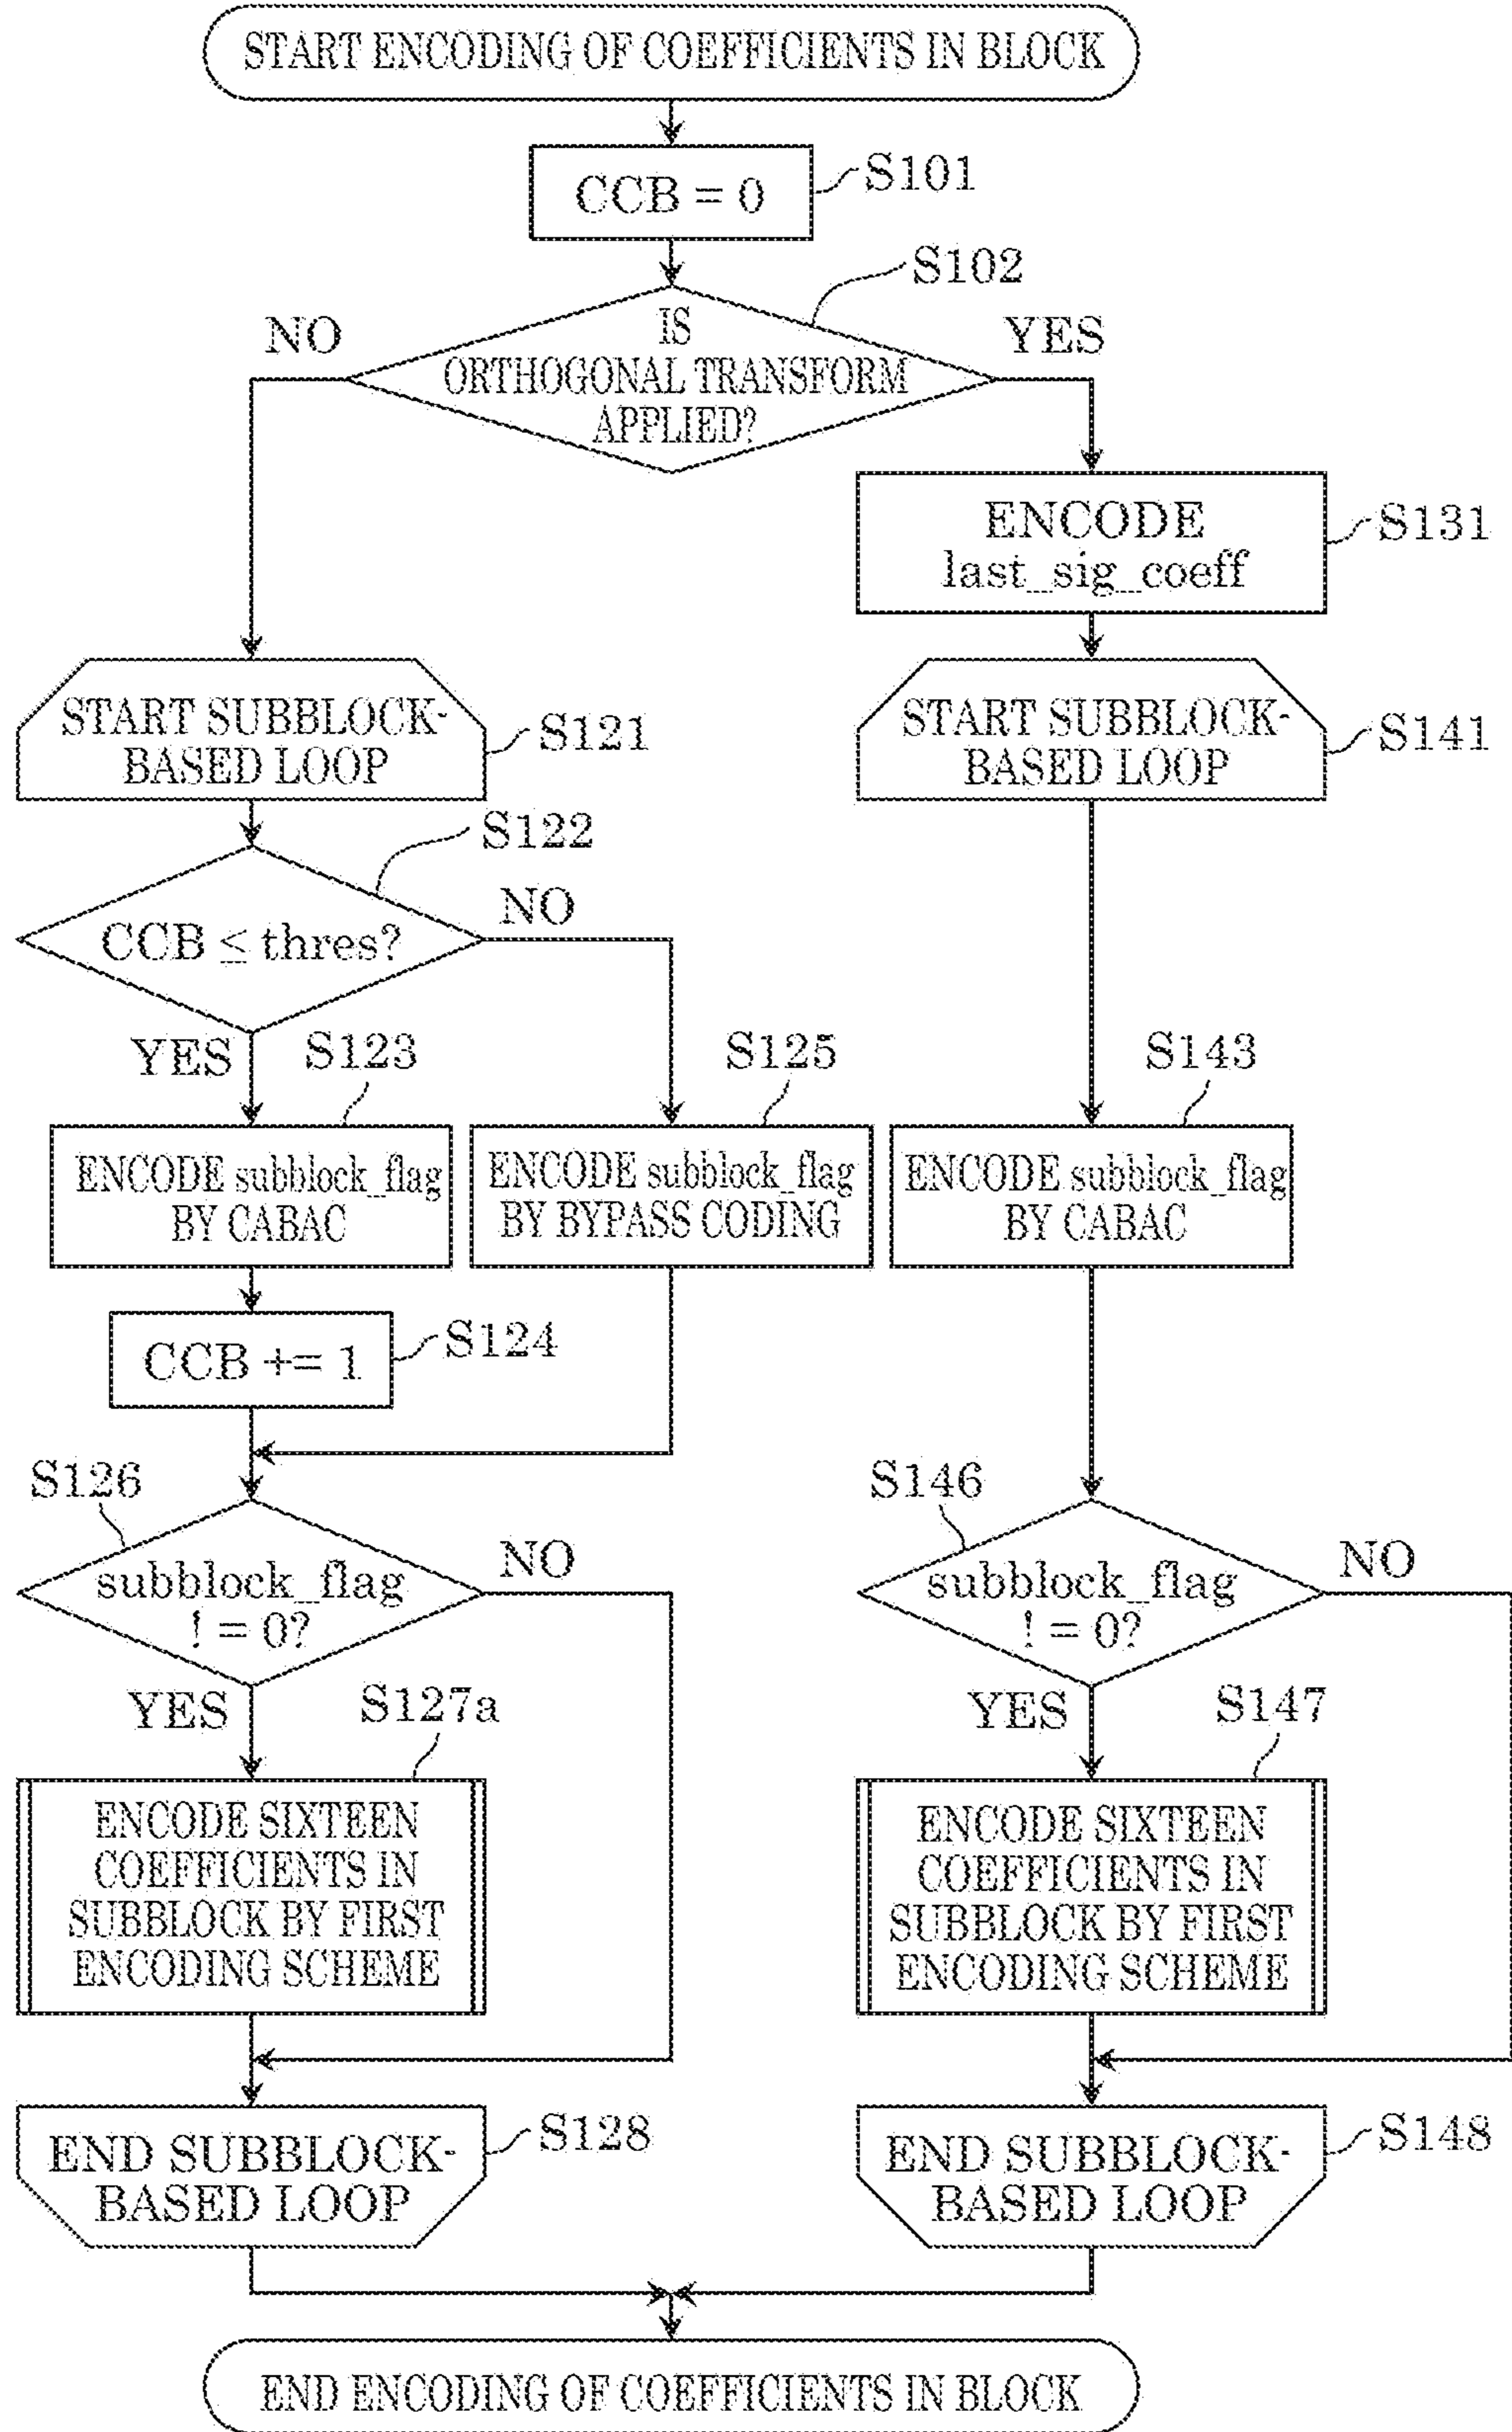 START ENCODING OF COEFFICIENTS IN BLOCK
CCB = 0
S101
S102
NO
IS
ORTHOGONAL TRANSFORM
APPLIED?
YES
ENCODE
last_sig_coeff
S131
START SUBBLOCK-
BASED LOOP
S121
START SUBBLOCK-
BASED LOOP
S141
S122
CCB ≤ thres?
NO
YES
S123
S125
S143
ENCODE subblock_flag
BY CABAC
ENCODE subblock_flag
BY BYPASS CODING
ENCODE subblock_flag
BY CABAC
CCB += 1
S124
S126
S146
subblock_flag
! = 0?
NO
subblock_flag
! = 0?
NO
YES
S127a
YES
S147
ENCODE SIXTEEN
COEFFICIENTS IN
SUBBLOCK BY FIRST
ENCODING SCHEME
ENCODE SIXTEEN
COEFFICIENTS IN
SUBBLOCK BY FIRST
ENCODING SCHEME
END SUBBLOCK-
BASED LOOP
S128
END SUBBLOCK-
BASED LOOP
S148
END ENCODING OF COEFFICIENTS IN BLOCK